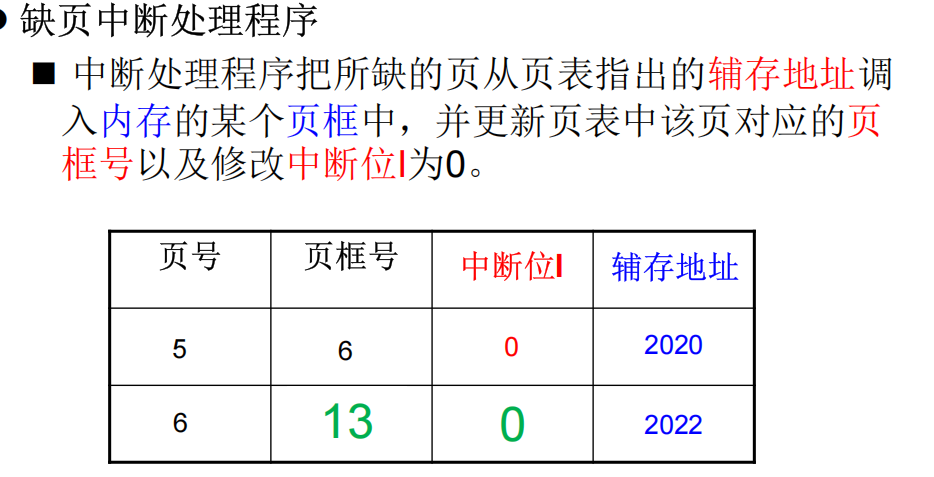 ● 缺页中断处理程序
■ 中断处理程序把所缺的页从页表指出的辅存地址调
入内存的某个页框中，并更新页表中该页对应的页
框号以及修改中断位I为0。
页号 页框号 中断位I 辅存地址
5 6 0 2020
6 13 0 2022